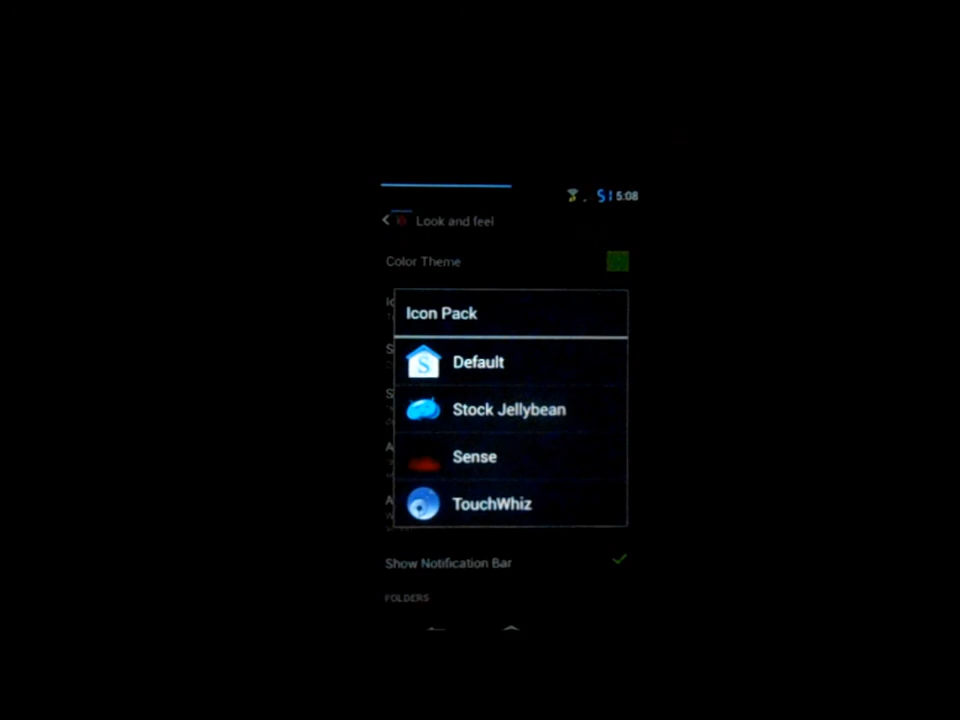 5:08
Look and feel
Color Theme
Icon Pack
S
Default
Stock Jellybean
Sense
TouchWhiz
Show Notification Bar
FOLDERS